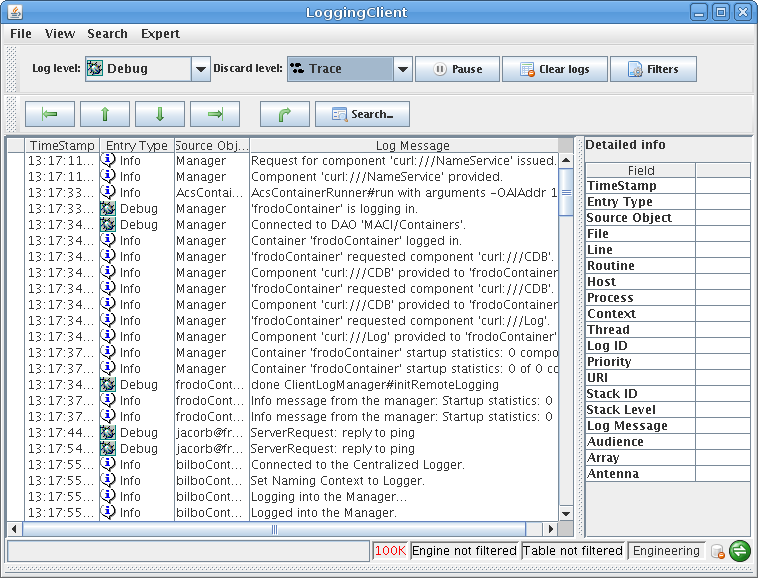 LoggingClient
File View Search Expert
Log level: Debug Discard level: Trace Pause Clear logs Filters
Search...
TimeStamp Entry Type Source Obj... Log Message
13:17:11... Info Manager Request for component 'curl:///NameService' issued.
13:17:11... Info Manager Component 'curl:///NameService' provided.
13:17:33... Info AcsContai... AcsContainerRunner#run with arguments -OAIAddr 1
13:17:33... Debug Manager 'frodoContainer' is logging in.
13:17:34... Debug Manager Connected to DAO 'MACI/Containers'.
13:17:34... Info Manager Container 'frodoContainer' logged in.
13:17:34... Info Manager 'frodoContainer' requested component 'curl:///CDB'.
13:17:34... Info Manager Component 'curl:///CDB' provided to 'frodoContainer
13:17:34... Info Manager 'frodoContainer' requested component 'curl:///CDB'.
13:17:34... Info Manager Component 'curl:///CDB' provided to 'frodoContainer
13:17:34... Info Manager 'frodoContainer' requested component 'curl:///Log'.
13:17:34... Info Manager Component 'curl:///Log' provided to 'frodoContainer'
13:17:37... Info Manager Container 'frodoContainer' startup statistics: 0 compo
13:17:37... Info Manager Container 'frodoContainer' startup statistics: 0 of 0 co
13:17:34... Debug frodoCont... done ClientLogManager#initRemoteLogging
13:17:37... Info frodoCont... Info message from the manager: Startup statistics: 0
13:17:37... Info frodoCont... Info message from the manager: Startup statistics: 0
13:17:44... Debug jacorb@fr... ServerRequest: reply to ping
13:17:54... Debug jacorb@fr... ServerRequest: reply to ping
13:17:55... Info bilboCont... Connected to the Centralized Logger.
13:17:55... Info bilboCont... Set Naming Context to Logger.
13:17:55... Info bilboCont... Logging into the Manager...
13:17:55... Info bilboCont... Logged into the Manager.
Detailed info
Field
TimeStamp
Entry Type
Source Object
File
Line
Routine
Host
Process
Context
Thread
Log ID
Priority
URI
Stack ID
Stack Level
Log Message
Audience
Array
Antenna
100K Engine not filtered Table not filtered Engineering